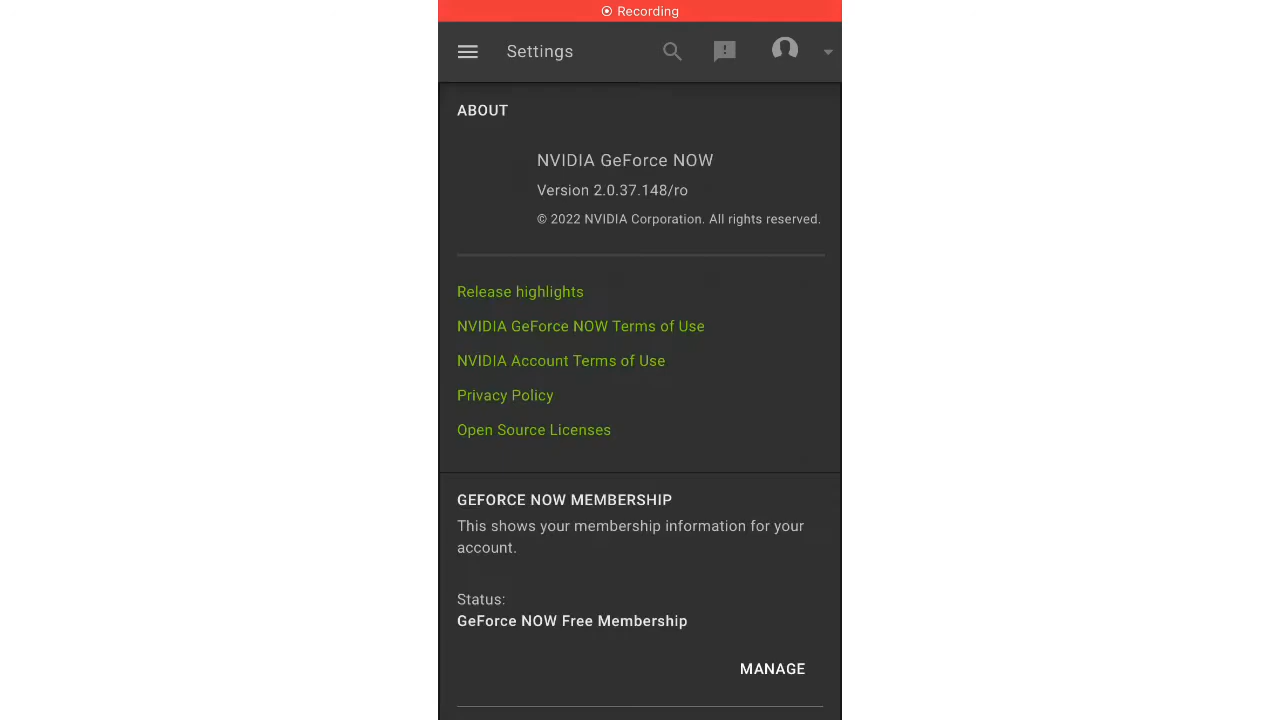 Recording
Settings
ABOUT
NVIDIA GeForce NOW
Version 2.0.37.148/ro
© 2022 NVIDIA Corporation. All rights reserved.
Release highlights
NVIDIA GeForce NOW Terms of Use
NVIDIA Account Terms of Use
Privacy Policy
Open Source Licenses
GEFORCE NOW MEMBERSHIP
This shows your membership information for your
account.
Status:
GeForce NOW Free Membership
MANAGE